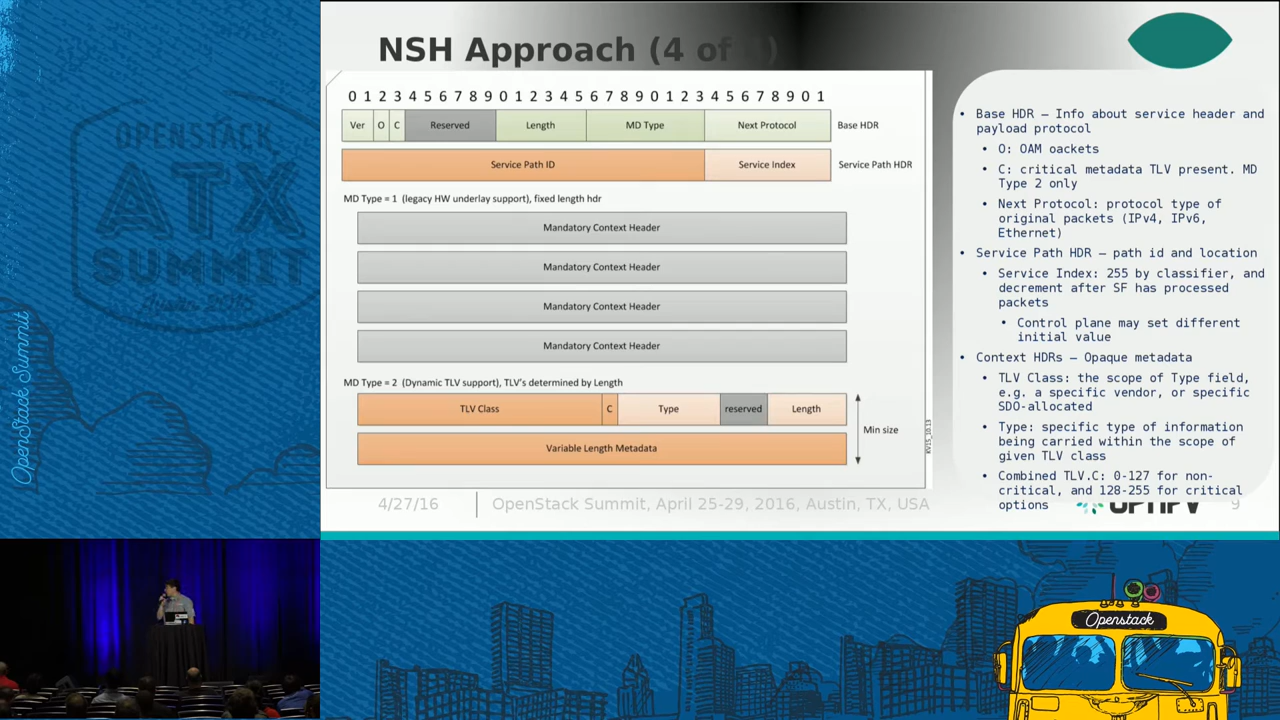 OPENSTACK
ATX
SUMMIT
Austin 2016
OpenStack Summit
NSH Approach (4 of
0 1 2 3 4 5 6 7 8 9 0 1 2 3 4 5 6 7 8 9 0 1 2 3 4 5 6 7 8 9 0 1
Ver O C Reserved Length MD Type Next Protocol Base HDR
Service Path ID Service Index Service Path HDR
MD Type = 1 (legacy HW underlay support), fixed length hdr
Mandatory Context Header
Mandatory Context Header
Mandatory Context Header
Mandatory Context Header
MD Type = 2 (Dynamic TLV support), TLV's determined by Length
TLV Class C Type reserved Length
Min size
Variable Length Metadata
• Base HDR – Info about service header and
payload protocol
• O: OAM oackets
• C: critical metadata TLV present. MD
Type 2 only
• Next Protocol: protocol type of
original packets (IPv4, IPv6,
Ethernet)
• Service Path HDR – path id and location
• Service Index: 255 by classifier, and
decrement after SF has processed
packets
• Control plane may set different
initial value
• Context HDRs – Opaque metadata
• TLV Class: the scope of Type field,
e.g. a specific vendor, or specific
SDO-allocated
• Type: specific type of information
being carried within the scope of
given TLV class
• Combined TLV.C: 0-127 for non-
critical, and 128-255 for critical
options
4/27/16 OpenStack Summit, April 25-29, 2016, Austin, TX, USA
OPNFV
9
Openstack